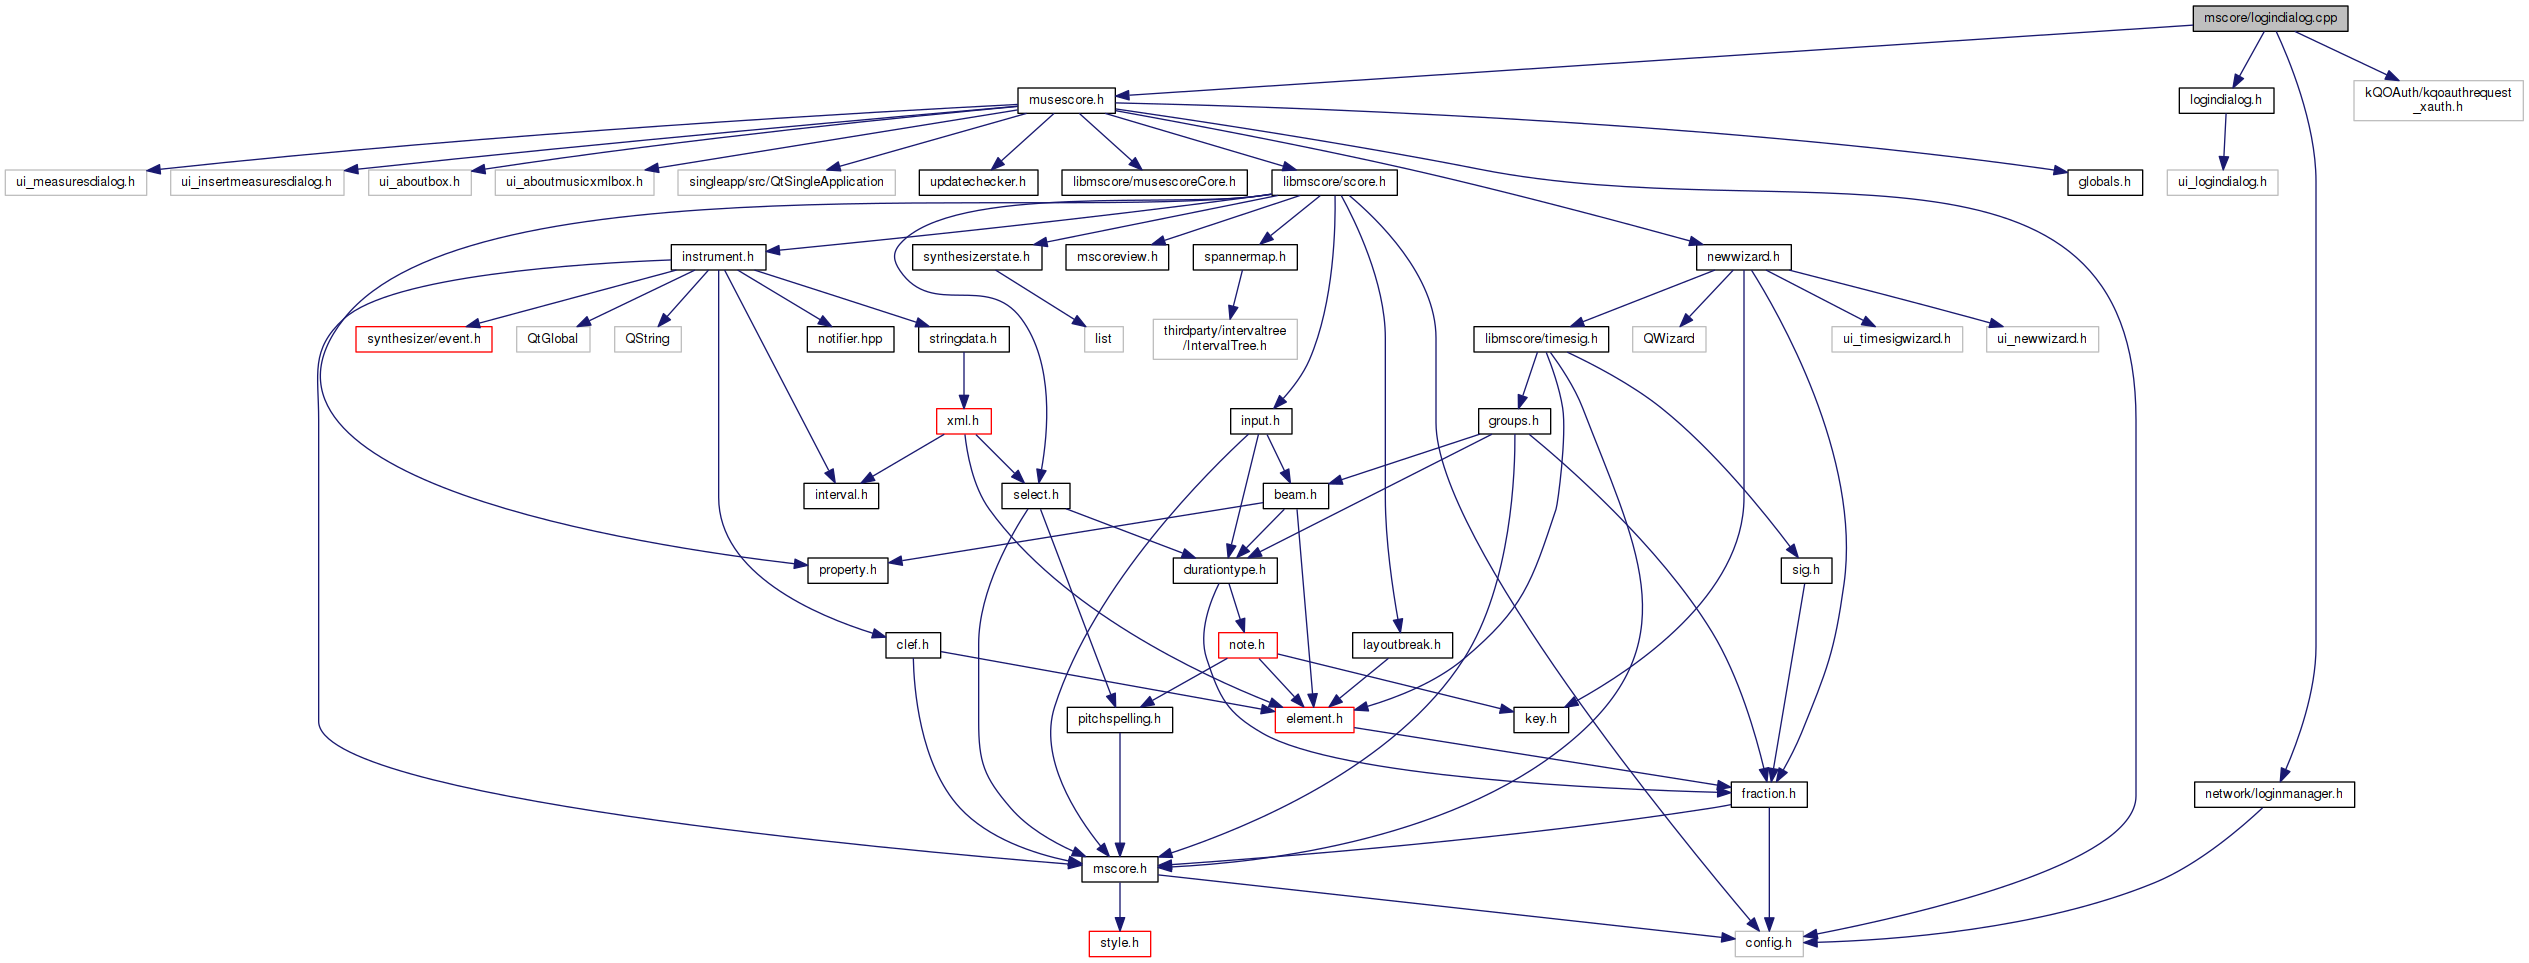 mscore/logindialog.cpp
musescore.h
logindialog.h
kQOAuth/kqoauthrequest
_xauth.h
ui_measuresdialog.h
ui_insertmeasuresdialog.h
ui_aboutbox.h
ui_aboutmusicxmlbox.h
singleapp/src/QtSingleApplication
updatechecker.h
libmscore/musescoreCore.h
libmscore/score.h
globals.h
ui_logindialog.h
instrument.h
synthesizerstate.h
mscoreview.h
spannermap.h
newwizard.h
synthesizer/event.h
QtGlobal
QString
notifier.hpp
stringdata.h
list
thirdparty/intervaltree
/IntervalTree.h
libmscore/timesig.h
QWizard
ui_timesigwizard.h
ui_newwizard.h
xml.h
input.h
groups.h
interval.h
select.h
beam.h
property.h
durationtype.h
sig.h
clef.h
note.h
layoutbreak.h
pitchspelling.h
element.h
key.h
fraction.h
network/loginmanager.h
mscore.h
style.h
config.h